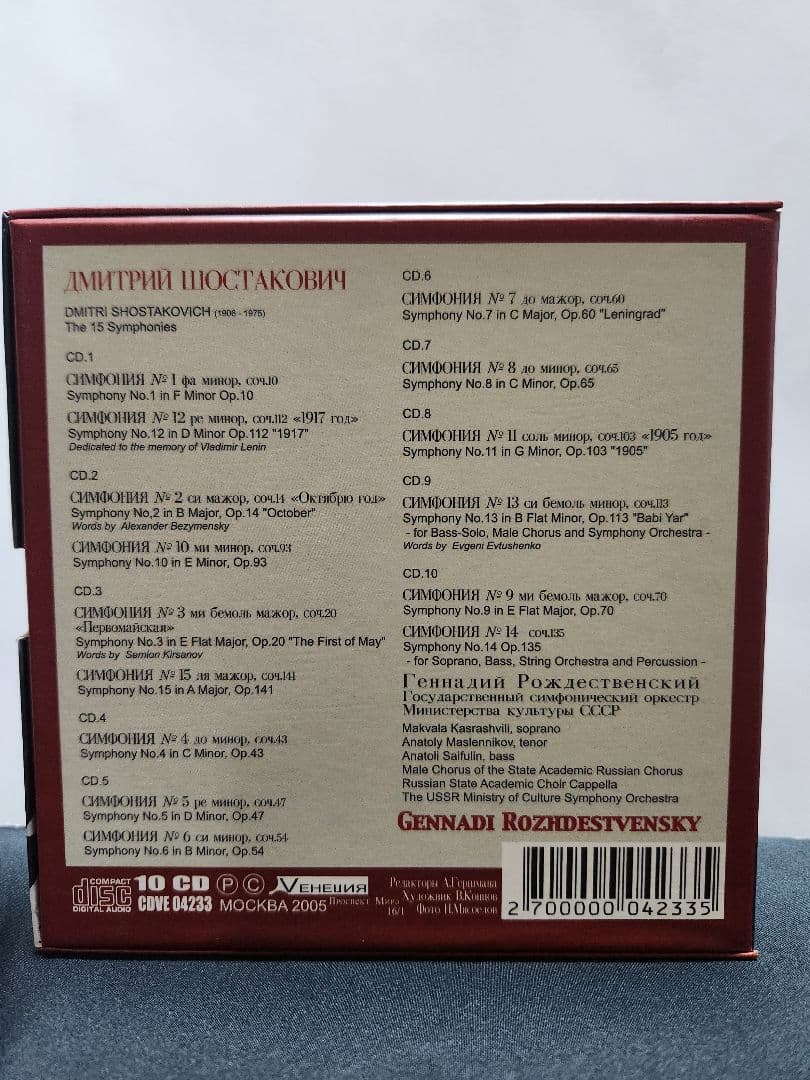 ДМИТРИЙ ШОСТАКОВИЧ
DMITRI SHOSTAKOVICH (1906 - 1975)
The 15 Symphonies
CD.1
СИМФОНИЯ № 1 фа минор, соч.10
Symphony No.1 in F Minor Op.10
СИМФОНИЯ № 12 ре минор, соч.112 «1917 год»
Symphony No.12 in D Minor Op.112 "1917"
Dedicated to the memory of Vladimir Lenin
CD.2
СИМФОНИЯ № 2 си мажор, соч.14 «Октябрю год»
Symphony No,2 in B Major, Op.14 "October"
Words by Alexander Bezymensky
СИМФОНИЯ № 10 ми минор, соч.93
Symphony No.10 in E Minor, Op.93
CD.3
СИМФОНИЯ № 3 ми бемоль мажор, соч.20
«Первомайская»
Symphony No.3 in E Flat Major, Op.20 "The First of May"
Words by Semion Kirsanov
СИМФОНИЯ № 15 ля мажор, соч.141
Symphony No.15 in A Major, Op.141
CD.4
СИМФОНИЯ № 4 до минор, соч.43
Symphony No.4 in C Minor, Op.43
CD.5
СИМФОНИЯ № 5 ре минор, соч.47
Symphony No.5 in D Minor, Op.47
СИМФОНИЯ № 6 си минор, соч.54
Symphony No.6 in B Minor, Op.54
CD.6
СИМФОНИЯ № 7 до мажор, соч.60
Symphony No.7 in C Major, Op.60 "Leningrad"
CD.7
СИМФОНИЯ № 8 до минор, соч.65
Symphony No.8 in C Minor, Op.65
CD.8
СИМФОНИЯ № 11 соль минор, соч.103 «1905 год»
Symphony No.11 in G Minor, Op.103 "1905"
CD.9
СИМФОНИЯ № 13 си бемоль минор, соч.113
Symphony No.13 in B Flat Minor, Op.113 "Babi Yar"
- for Bass-Solo, Male Chorus and Symphony Orchestra -
Words by Evgeni Evtushenko
CD.10
СИМФОНИЯ № 9 ми бемоль мажор, соч.70
Symphony No.9 in E Flat Major, Op.70
СИМФОНИЯ № 14 соч.135
Symphony No.14 Op.135
- for Soprano, Bass, String Orchestra and Percussion -
Геннадий Рождественский
Государственный симфонический оркестр
Министерства культуры СССР
Makvala Kasrashvili, soprano
Anatoly Maslennikov, tenor
Anatoli Saifulin, bass
Male Chorus of the State Academic Russian Chorus
Russian State Academic Choir Cappella
The USSR Ministry of Culture Symphony Orchestra
GENNADI ROZHDESTVENSKY
COMPACT disc DIGITAL AUDIO
10 CD Ⓟ © VЕНЕЦИЯ
CDVE 04233 МОСКВА 2005 Проспект Мира 16/1
Редакторы А.
Художник В.
Фото
2 700000 042335